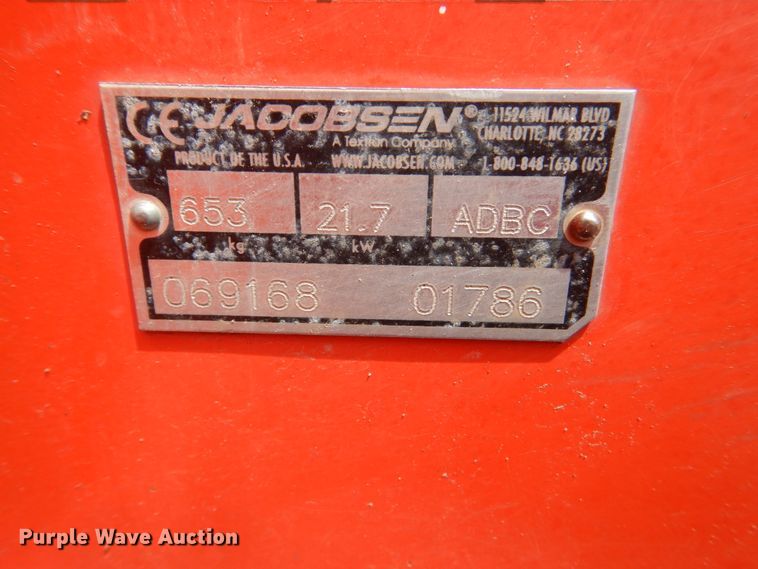 CE JACOBSEN® 11524 WILMAR BLVD
A Textron Company CHARLOTTE, NC 28273
PRODUCT OF THE U.S.A. WWW.JACOBSEN.COM 1-800-848-1636 (US)
653 21.7 ADBC
kg kW
069168 01786
Purple Wave Auction